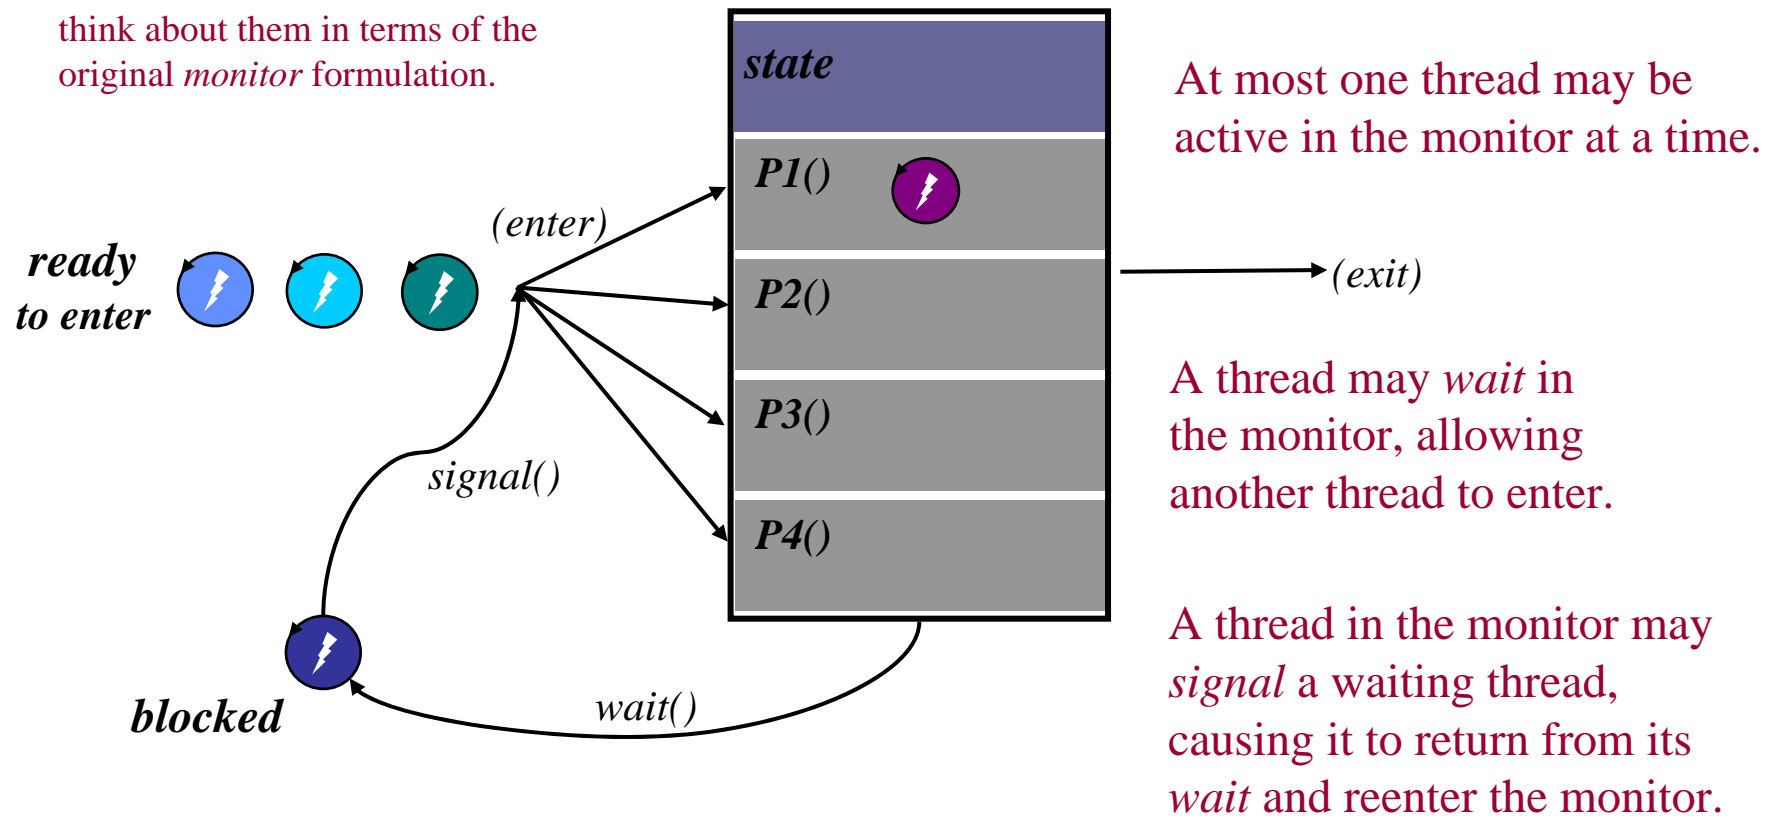 think about them in terms of the
original monitor formulation.
state
At most one thread may be
active in the monitor at a time.
P1()
(enter)
ready
to enter
P2()
(exit)
A thread may wait in
the monitor, allowing
another thread to enter.
P3()
signal()
P4()
A thread in the monitor may
signal a waiting thread,
causing it to return from its
wait and reenter the monitor.
blocked
wait()